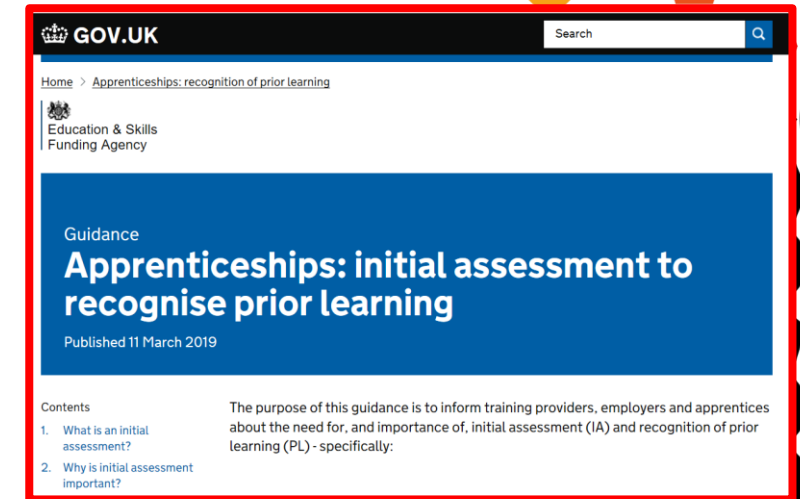 GOV.UK
Search
Home > Apprenticeships: recognition of prior learning
Education & Skills
Funding Agency
Guidance
Apprenticeships: initial assessment to
recognise prior learning
Published 11 March 2019
Contents
1. What is an initial
assessment?
2. Why is initial assessment
important?
The purpose of this guidance is to inform training providers, employers and apprentices
about the need for, and importance of, initial assessment (IA) and recognition of prior
learning (PL) - specifically: